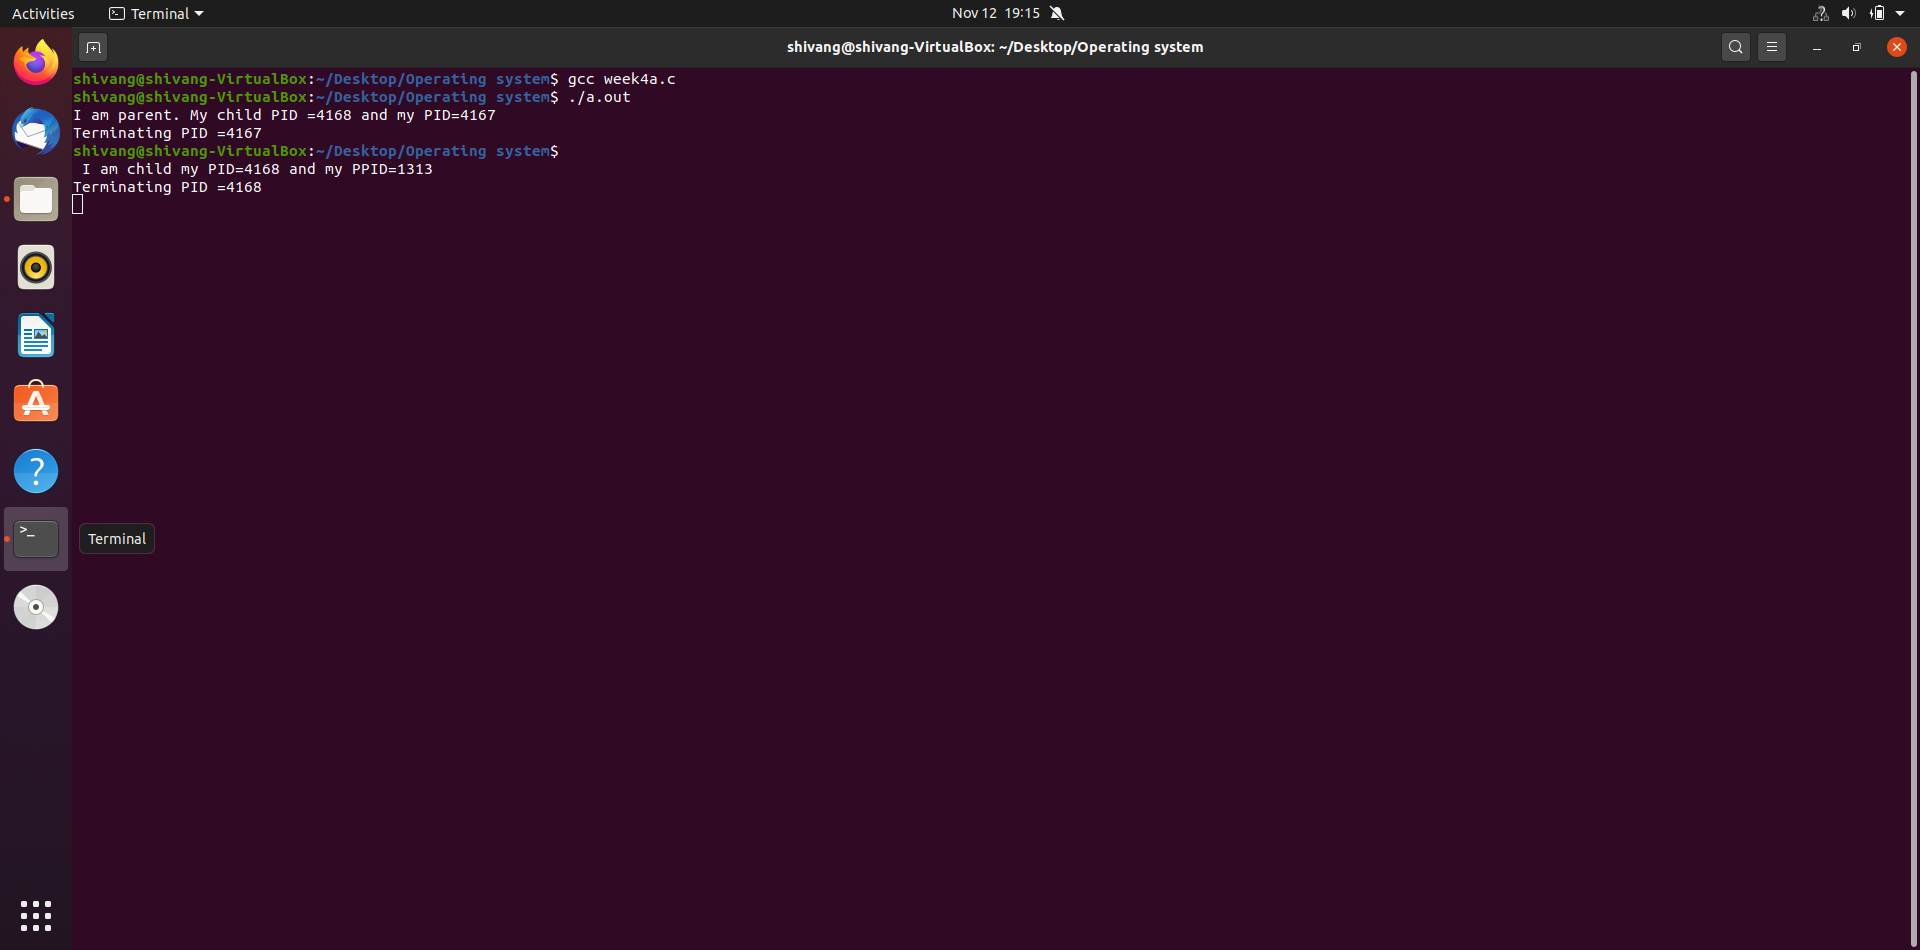 Activities
Terminal
Nov 12 19:15
shivang@shivang-VirtualBox: ~/Desktop/Operating system
shivang@shivang-VirtualBox:~/Desktop/Operating system$ gcc week4a.c
shivang@shivang-VirtualBox:~/Desktop/Operating system$ ./a.out
I am parent. My child PID =4168 and my PID=4167
Terminating PID =4167
shivang@shivang-VirtualBox:~/Desktop/Operating system$
I am child my PID=4168 and my PPID=1313
Terminating PID =4168
Terminal